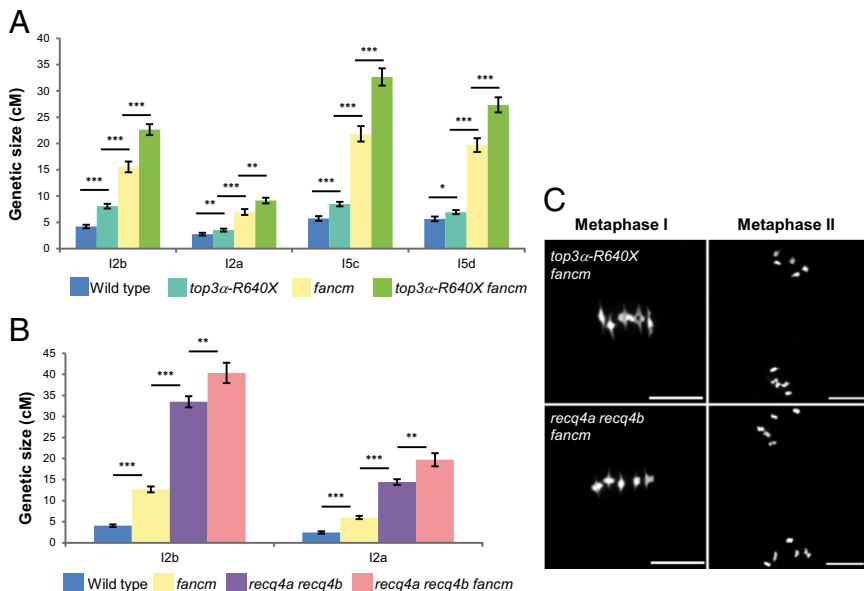 A
Genetic size (cM)
40
35
30
25
20
15
10
5
0
*** *** ***
** *** **
*** *** ***
* *** ***
I2b I2a I5c I5d
Wild type top3α-R640X fancm top3α-R640X fancm
B
Genetic size (cM)
45
40
35
30
25
20
15
10
5
0
*** *** **
*** *** **
I2b I2a
Wild type fancm recq4a recq4b recq4a recq4b fancm
C
Metaphase I Metaphase II
top3α-R640X
fancm
recq4a recq4b
fancm